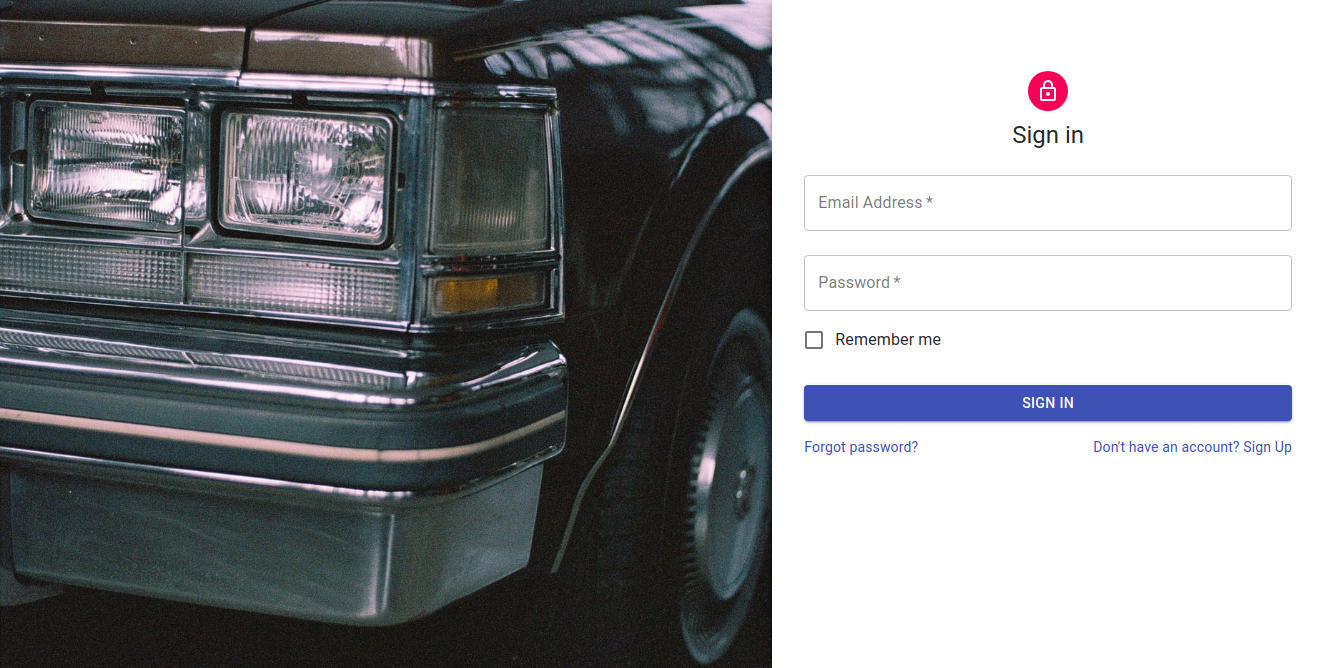 Sign in
Email Address *
Password *
Remember me
SIGN IN
Forgot password?
Don't have an account? Sign Up